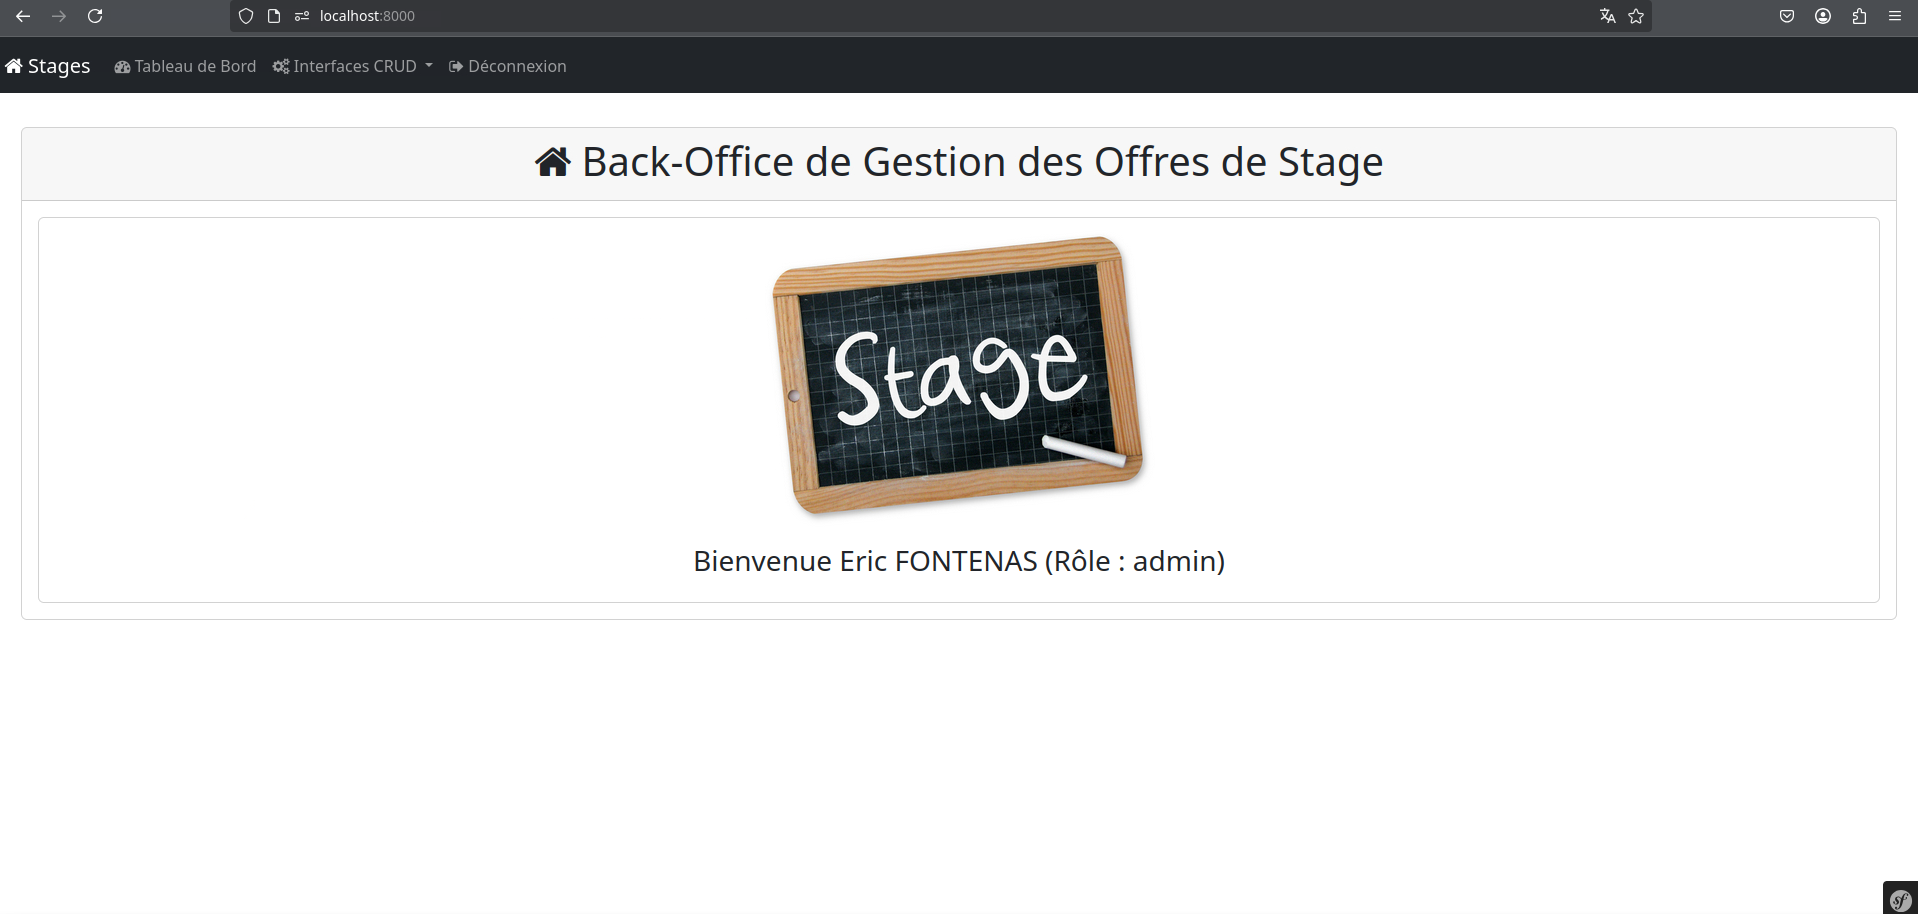 localhost:8000
Stages Tableau de Bord Interfaces CRUD Déconnexion
Back-Office de Gestion des Offres de Stage
Stage
Bienvenue Eric FONTENAS (Rôle : admin)
sf